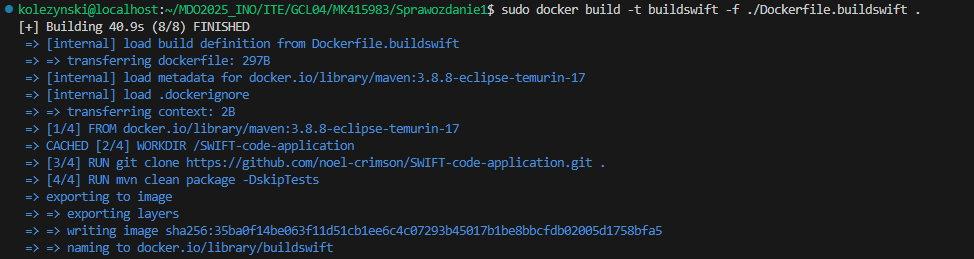 kolezynski@localhost:~/MDO2025_INO/ITE/GCL04/MK415983/Sprawozdanie1$ sudo docker build -t buildswift -f ./Dockerfile.buildswift .
[+] Building 40.9s (8/8) FINISHED
=> [internal] load build definition from Dockerfile.buildswift
=> => transferring dockerfile: 297B
=> [internal] load metadata for docker.io/library/maven:3.8.8-eclipse-temurin-17
=> [internal] load .dockerignore
=> => transferring context: 2B
=> [1/4] FROM docker.io/library/maven:3.8.8-eclipse-temurin-17
=> CACHED [2/4] WORKDIR /SWIFT-code-application
=> [3/4] RUN git clone https://github.com/noel-crimson/SWIFT-code-application.git .
=> [4/4] RUN mvn clean package -DskipTests
=> exporting to image
=> => exporting layers
=> => writing image sha256:35ba0f14be063f11d51cb1ee6c4c07293b45017b1be8bbcfdb02005d1758bfa5
=> => naming to docker.io/library/buildswift